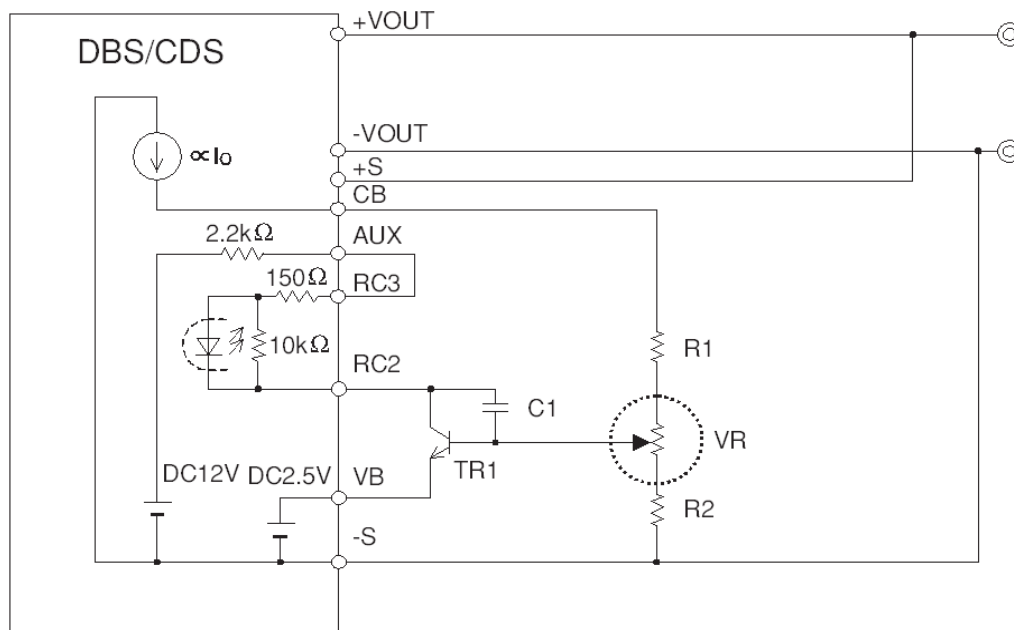 +VOUT
DBS/CDS
-VOUT
∝Io
+S
CB
2.2kΩ
AUX
150Ω
RC3
10kΩ
R1
RC2
C1
VR
TR1
DC12V
DC2.5V
VB
R2
-S